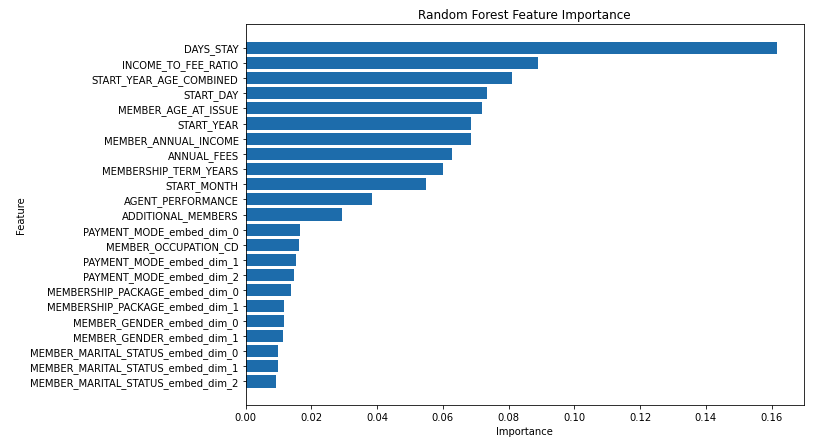 Random Forest Feature Importance
DAYS_STAY
INCOME_TO_FEE_RATIO
START_YEAR_AGE_COMBINED
START_DAY
MEMBER_AGE_AT_ISSUE
START_YEAR
MEMBER_ANNUAL_INCOME
ANNUAL_FEES
MEMBERSHIP_TERM_YEARS
START_MONTH
AGENT_PERFORMANCE
ADDITIONAL_MEMBERS
PAYMENT_MODE_embed_dim_0
MEMBER_OCCUPATION_CD
PAYMENT_MODE_embed_dim_1
PAYMENT_MODE_embed_dim_2
MEMBERSHIP_PACKAGE_embed_dim_0
MEMBERSHIP_PACKAGE_embed_dim_1
MEMBER_GENDER_embed_dim_0
MEMBER_GENDER_embed_dim_1
MEMBER_MARITAL_STATUS_embed_dim_0
MEMBER_MARITAL_STATUS_embed_dim_1
MEMBER_MARITAL_STATUS_embed_dim_2
Feature
0.00 0.02 0.04 0.06 0.08 0.10 0.12 0.14 0.16
Importance